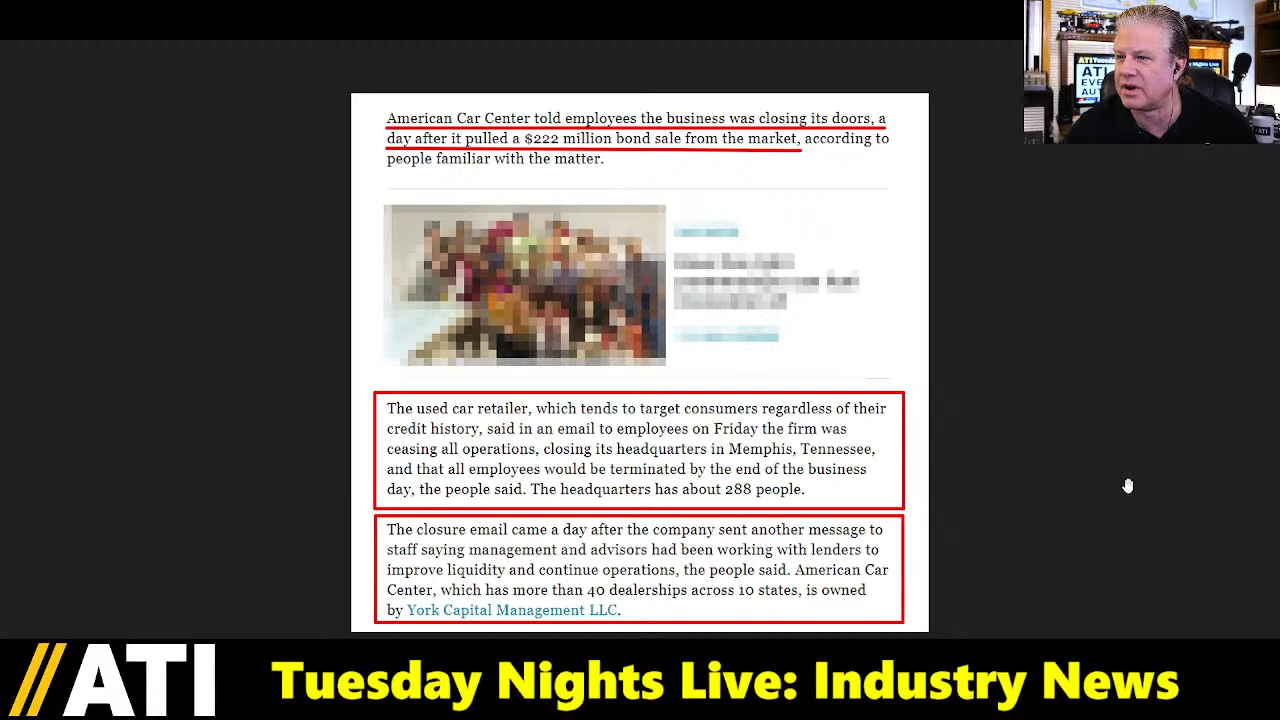 ATI Tuesday Nights Live
ATI
American Car Center told employees the business was closing its doors, a
day after it pulled a $222 million bond sale from the market, according to
people familiar with the matter.
The used car retailer, which tends to target consumers regardless of their
credit history, said in an email to employees on Friday the firm was
ceasing all operations, closing its headquarters in Memphis, Tennessee,
and that all employees would be terminated by the end of the business
day, the people said. The headquarters has about 288 people.
The closure email came a day after the company sent another message to
staff saying management and advisors had been working with lenders to
improve liquidity and continue operations, the people said. American Car
Center, which has more than 40 dealerships across 10 states, is owned
by York Capital Management LLC.
//ATI Tuesday Nights Live: Industry News